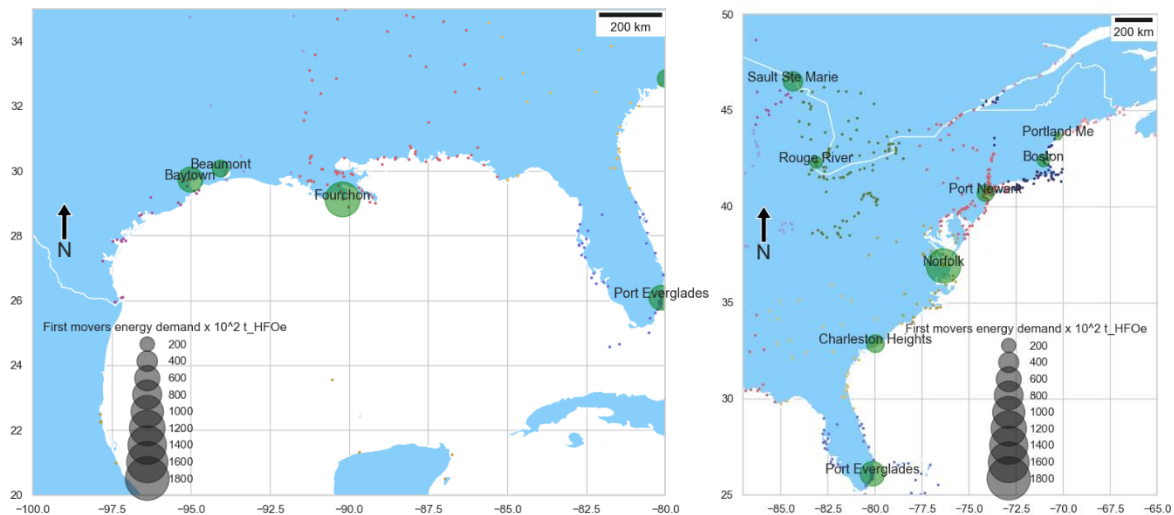 34
32
30
28
26
24
22
20
−100.0
−97.5
−95.0
−92.5
−90.0
−87.5
−85.0
−82.5
−80.0
200 km
Beaumont
Baytown
Fourchon
Port Everglades
N
First movers energy demand x 10^2 t_HFOe
200
400
600
800
1000
1200
1400
1600
1800
50
45
40
35
30
25
−85.0
−82.5
−80.0
−77.5
−75.0
−72.5
−70.0
−67.5
−65.0
200 km
Sault Ste Marie
Portland Me
Rouge River
Boston
Port Newark
N
Norfolk
Charleston Heights
Port Everglades
First movers energy demand x 10^2 t_HFOe
200
400
600
800
1000
1200
1400
1600
1800